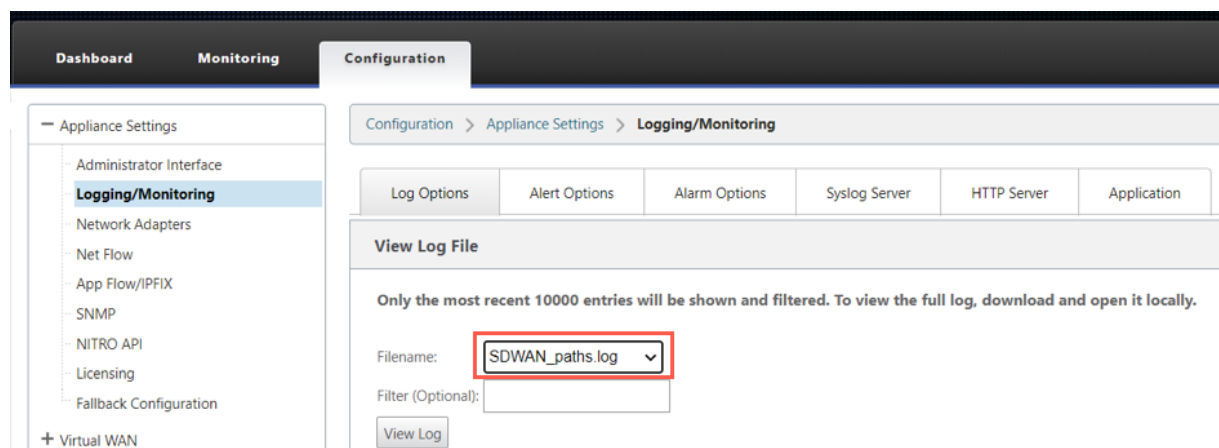 Dashboard Monitoring Configuration
Appliance Settings
Administrator Interface
Logging/Monitoring
Network Adapters
Net Flow
App Flow/IPFIX
SNMP
NITRO API
Licensing
Fallback Configuration
Virtual WAN
Configuration > Appliance Settings > Logging/Monitoring
Log Options Alert Options Alarm Options Syslog Server HTTP Server Application
View Log File
Only the most recent 10000 entries will be shown and filtered. To view the full log, download and open it locally.
Filename: SDWAN_paths.log
Filter (Optional):
View Log